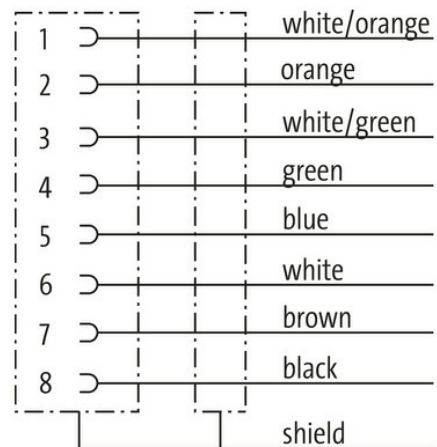 1 white/orange
2 orange
3 white/green
4 green
5 blue
6 white
7 brown
8 black
shield